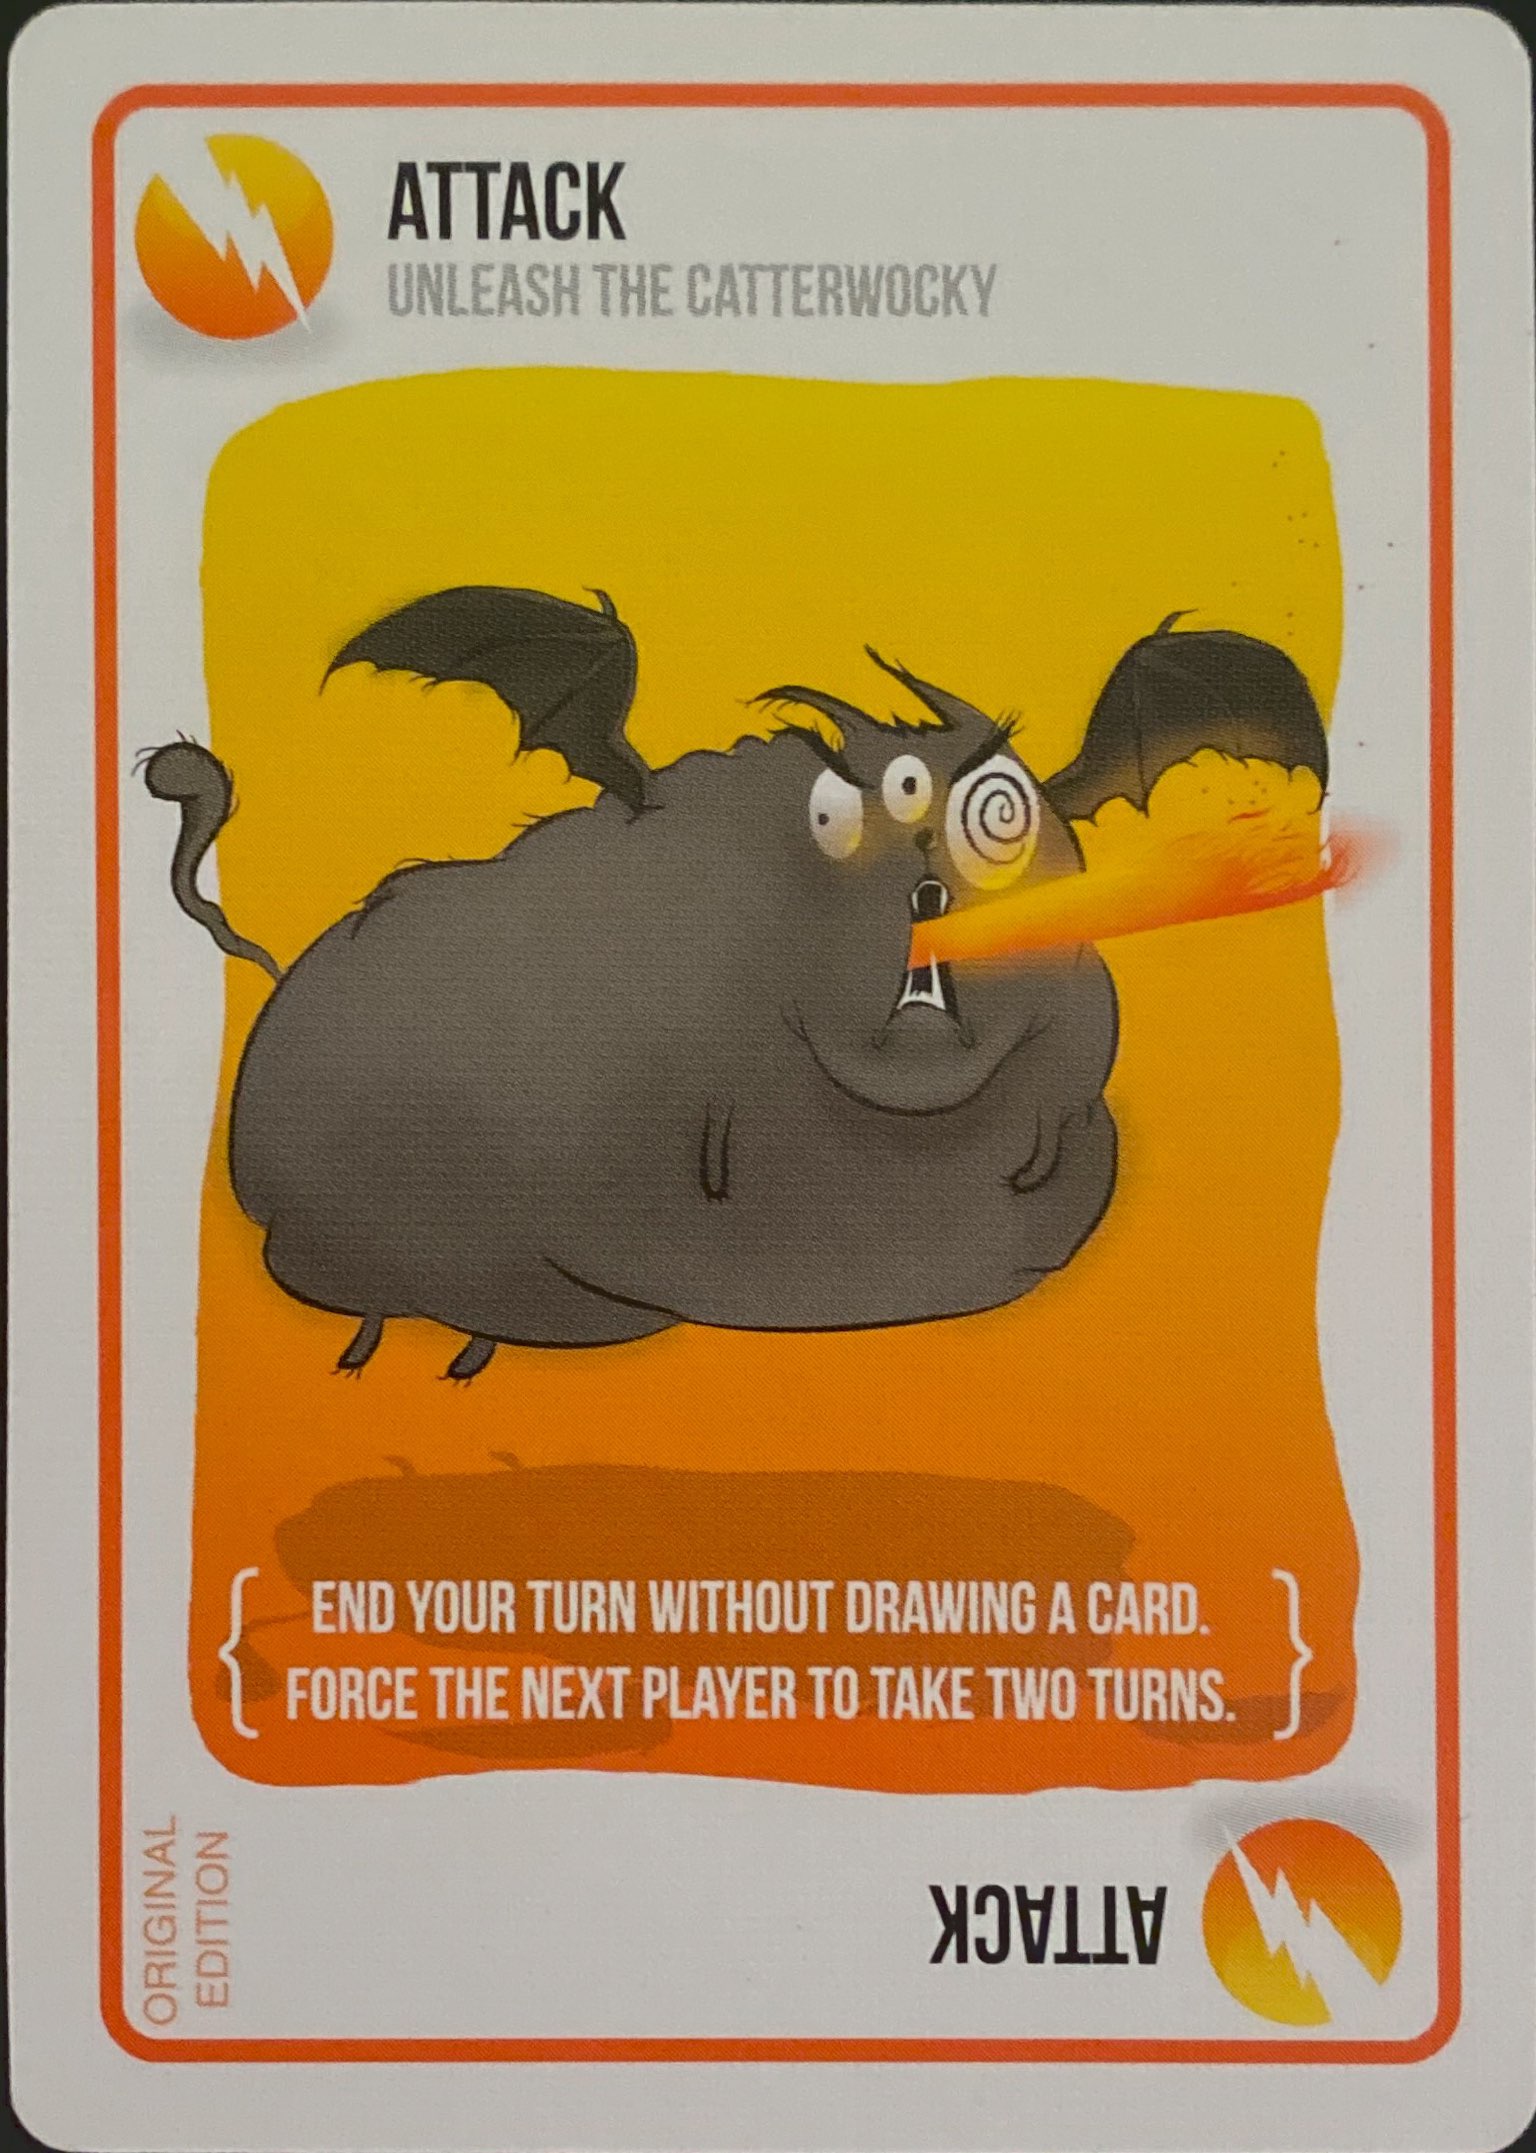 ATTACK
UNLEASH THE CATTERWOCKY
END YOUR TURN WITHOUT DRAWING A CARD.
FORCE THE NEXT PLAYER TO TAKE TWO TURNS.
ORIGINAL
EDITION
ATTACK